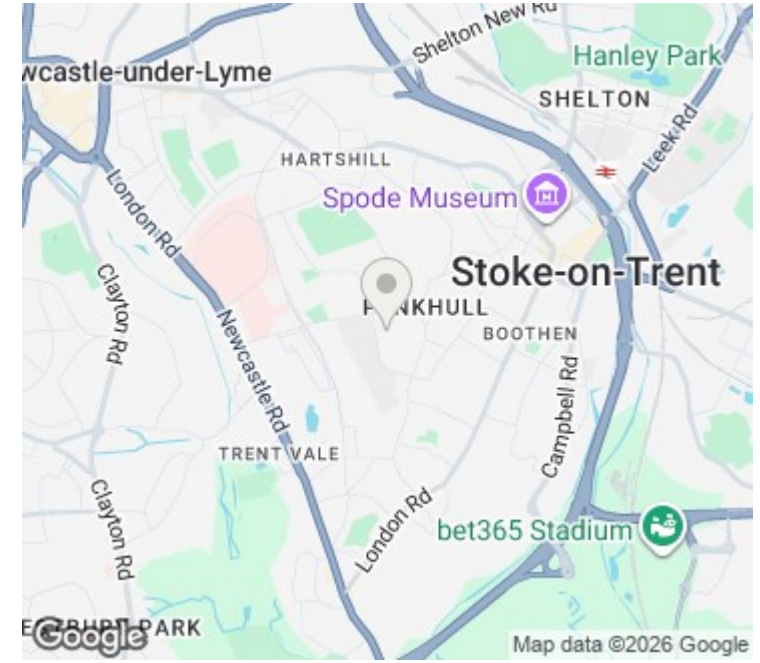 Shelton New Rd
Hanley Park
wcastle-under-Lyme
SHELTON
Leek Rd
HARTSHILL
Spode Museum
London Rd
Stoke-on-Trent
Clayton Rd
NKHULL
BOOTHEN
Newcastle Rd
Campbell Rd
TRENT VALE
Clayton Rd
London Rd
bet365 Stadium
PARK
Google
Map data ©2026 Google